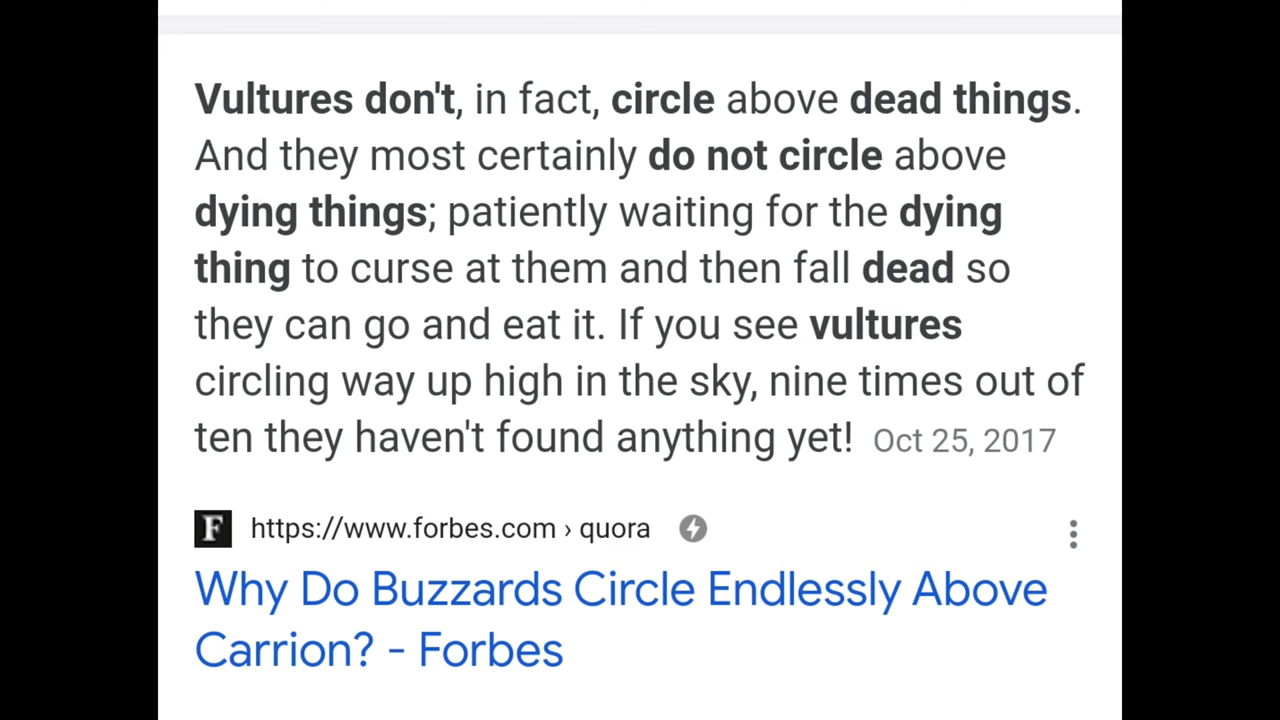 Vultures don't, in fact, circle above dead things.
And they most certainly do not circle above
dying things; patiently waiting for the dying
thing to curse at them and then fall dead so
they can go and eat it. If you see vultures
circling way up high in the sky, nine times out of
ten they haven't found anything yet! Oct 25, 2017
F https://www.forbes.com › quora
Why Do Buzzards Circle Endlessly Above
Carrion? - Forbes